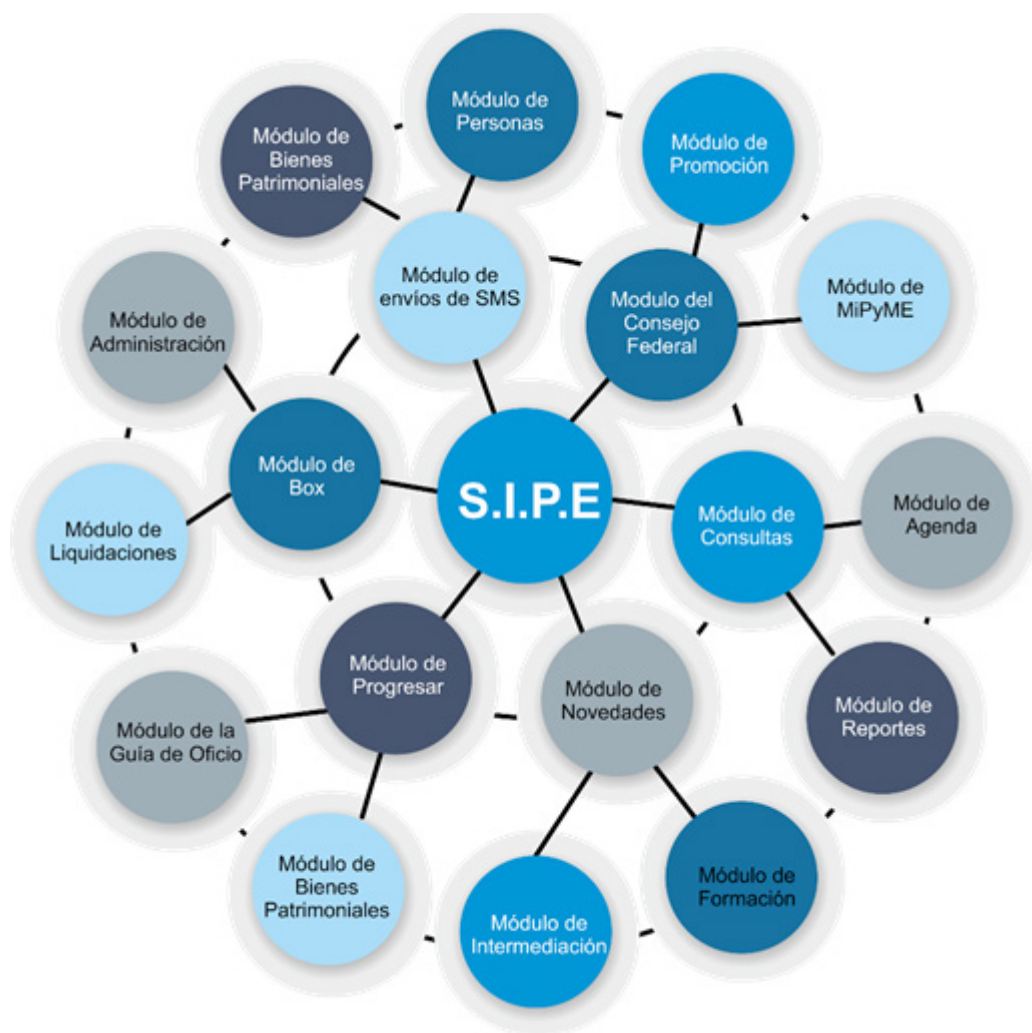 Módulo de
Personas
Módulo de
Bienes
Patrimoniales
Módulo de
Promoción
Módulo de
envíos de SMS
Modulo del
Consejo
Federal
Módulo de
MiPyME
Módulo de
Administración
Módulo de
Box
S.I.P.E
Módulo de
Consultas
Módulo de
Agenda
Módulo de
Liquidaciones
Módulo de
Progresar
Módulo de
Novedades
Módulo de
Reportes
Módulo de la
Guía de Oficio
Módulo de
Bienes
Patrimoniales
Módulo de
Intermediación
Módulo de
Formación